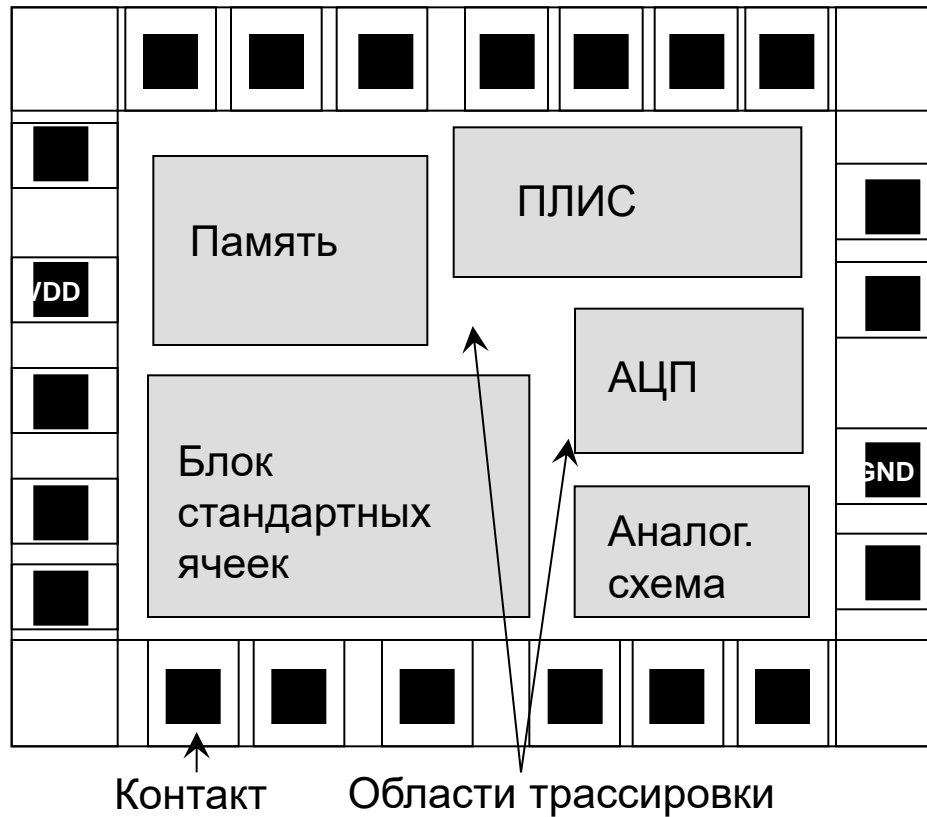 ПЛИС
Память
VDD
АЦП
Блок
стандартных
ячеек
GND
Аналог.
схема
Контакт
Области трассировки